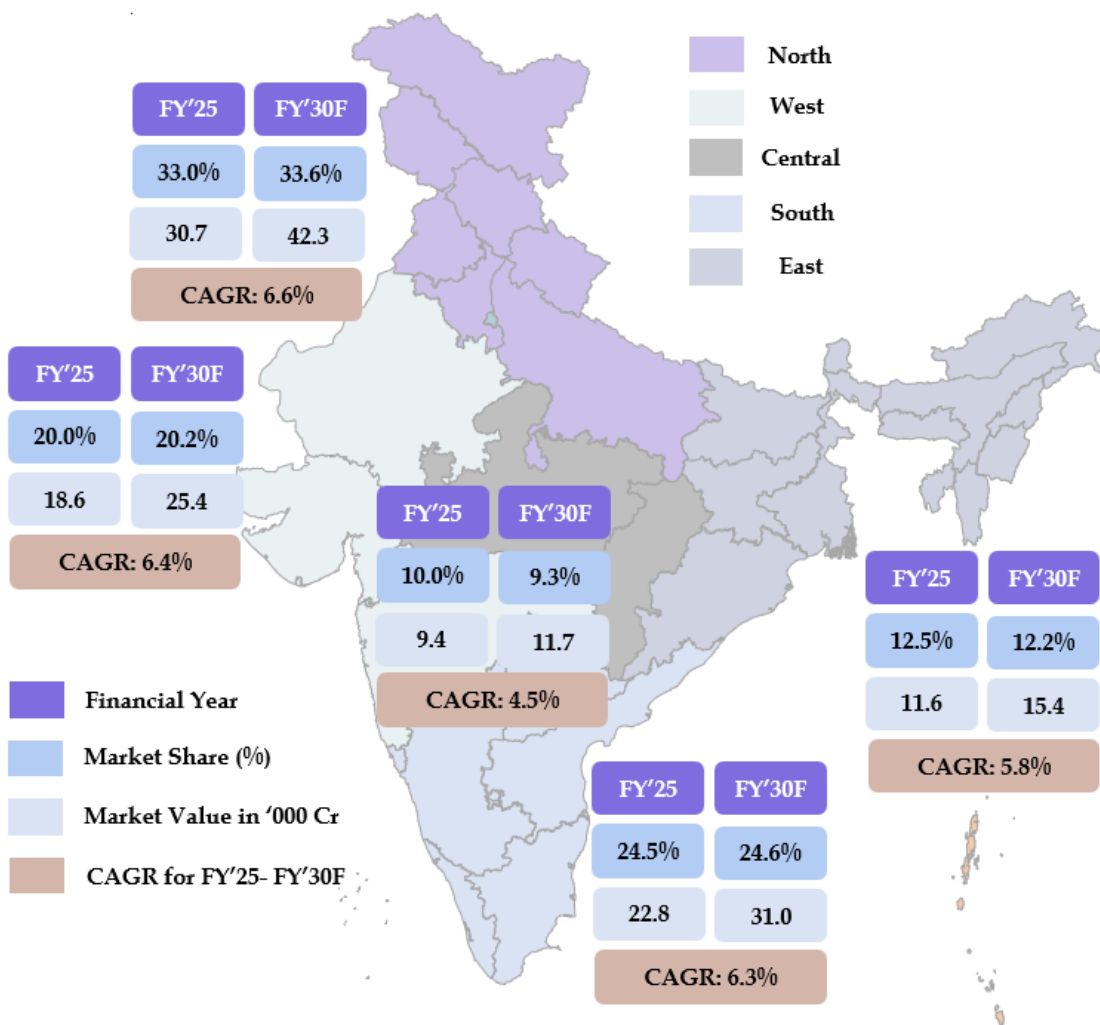 North
West
Central
South
East
FY'25 FY'30F
33.0% 33.6%
30.7 42.3
CAGR: 6.6%
FY'25 FY'30F
20.0% 20.2%
18.6 25.4
CAGR: 6.4%
FY'25 FY'30F
10.0% 9.3%
9.4 11.7
CAGR: 4.5%
FY'25 FY'30F
12.5% 12.2%
11.6 15.4
CAGR: 5.8%
Financial Year
Market Share (%)
Market Value in ‘000 Cr
CAGR for FY'25- FY'30F
FY'25 FY'30F
24.5% 24.6%
22.8 31.0
CAGR: 6.3%